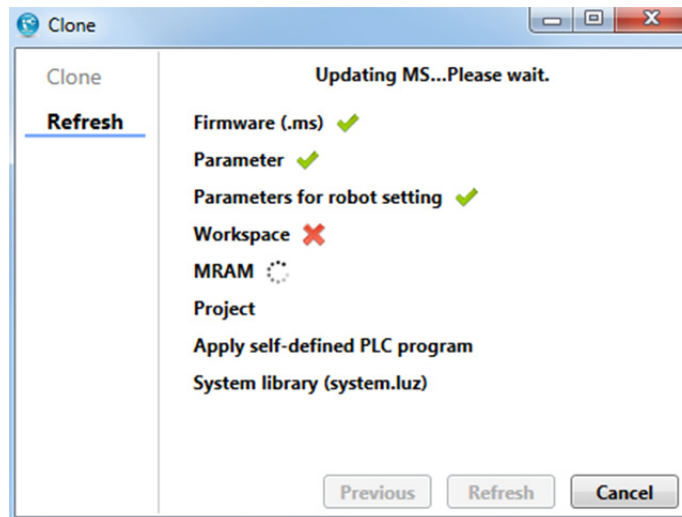 Clone
Clone
Refresh
Updating MS...Please wait.
Firmware (.ms)
Parameter
Parameters for robot setting
Workspace
MRAM
Project
Apply self-defined PLC program
System library (system.luz)
Previous Refresh Cancel